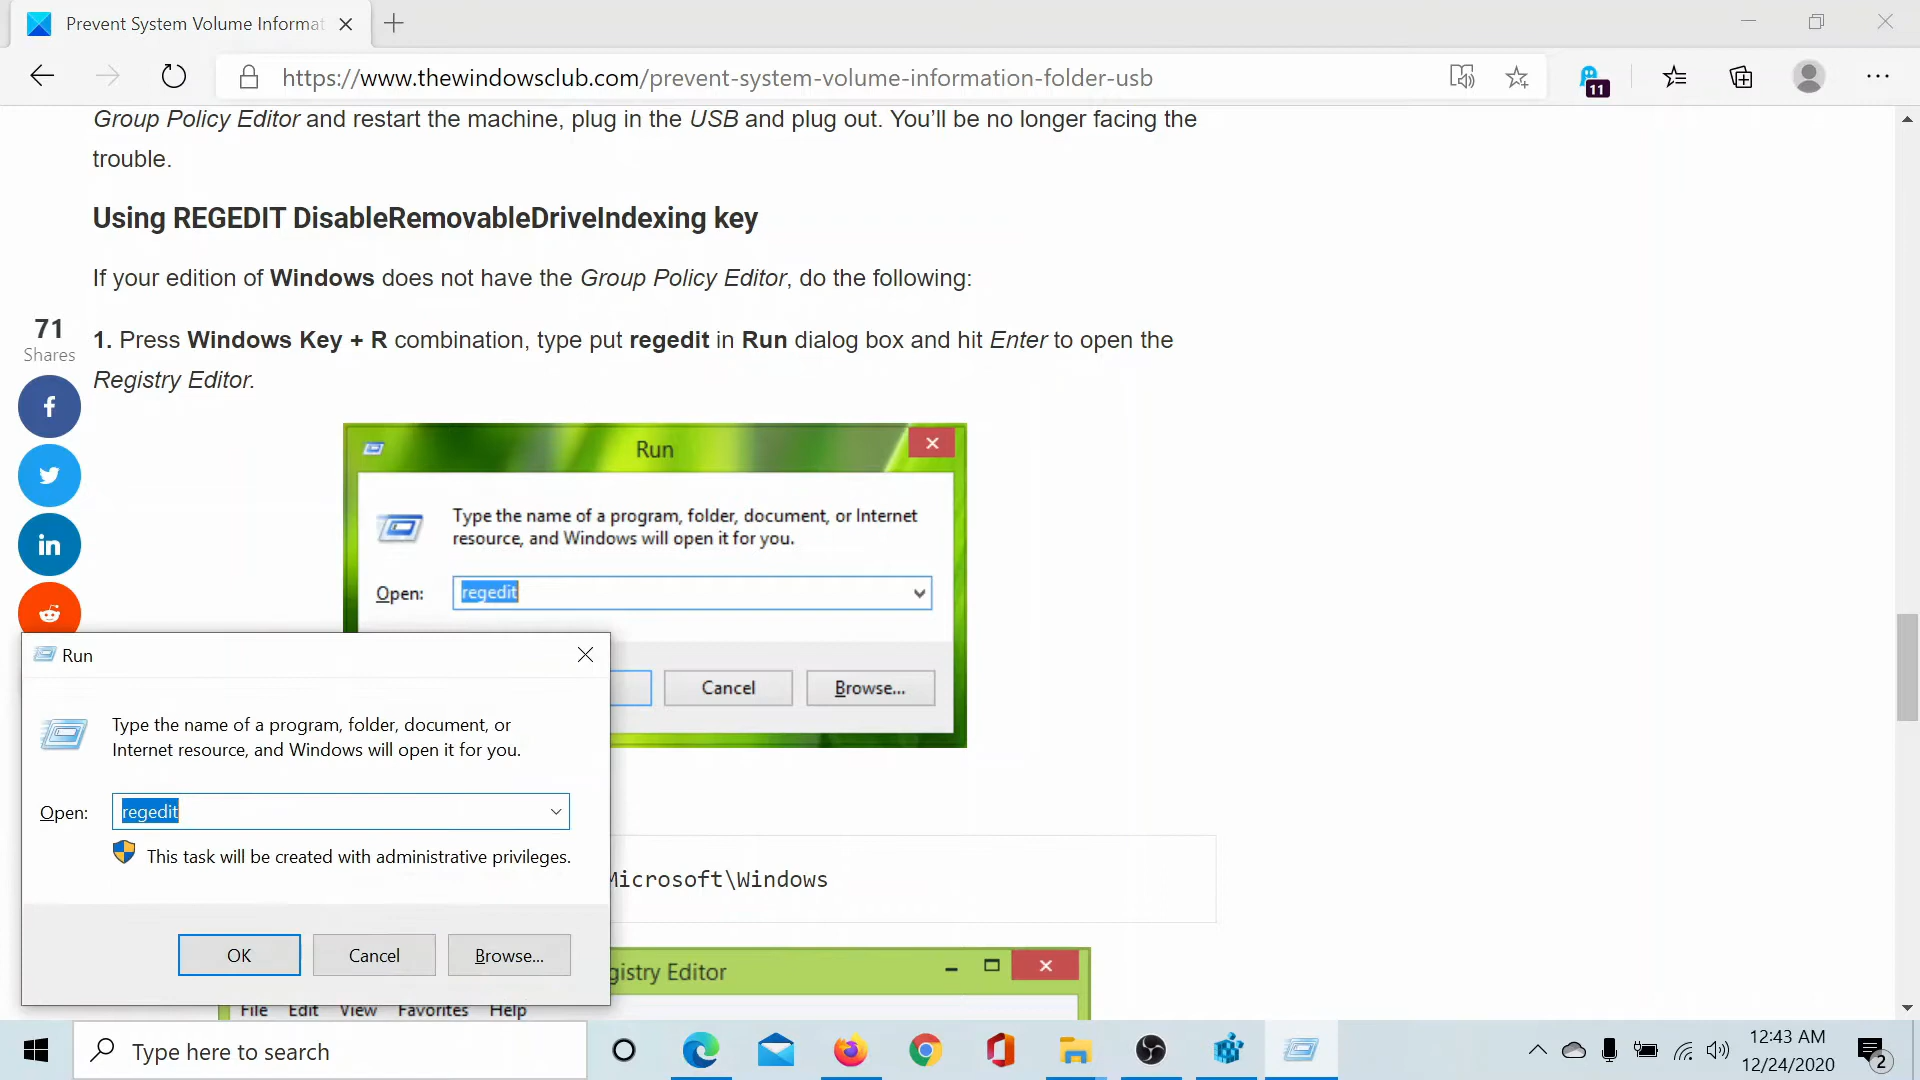 Prevent System Volume Informat
https://www.thewindowsclub.com/prevent-system-volume-information-folder-usb
11
Group Policy Editor and restart the machine, plug in the USB and plug out. You'll be no longer facing the
trouble.
Using REGEDIT DisableRemovableDriveIndexing key
If your edition of Windows does not have the Group Policy Editor, do the following:
71
Shares
1. Press Windows Key + R combination, type put regedit in Run dialog box and hit Enter to open the
Registry Editor.
Run
Type the name of a program, folder, document, or Internet
resource, and Windows will open it for you.
Open: regedit
Cancel Browse...
Run
Type the name of a program, folder, document, or
Internet resource, and Windows will open it for you.
Open: regedit
This task will be created with administrative privileges.
OK Cancel Browse...
Microsoft\Windows
gistry Editor
File Edit View Favorites Help
Type here to search
12:43 AM
12/24/2020
2